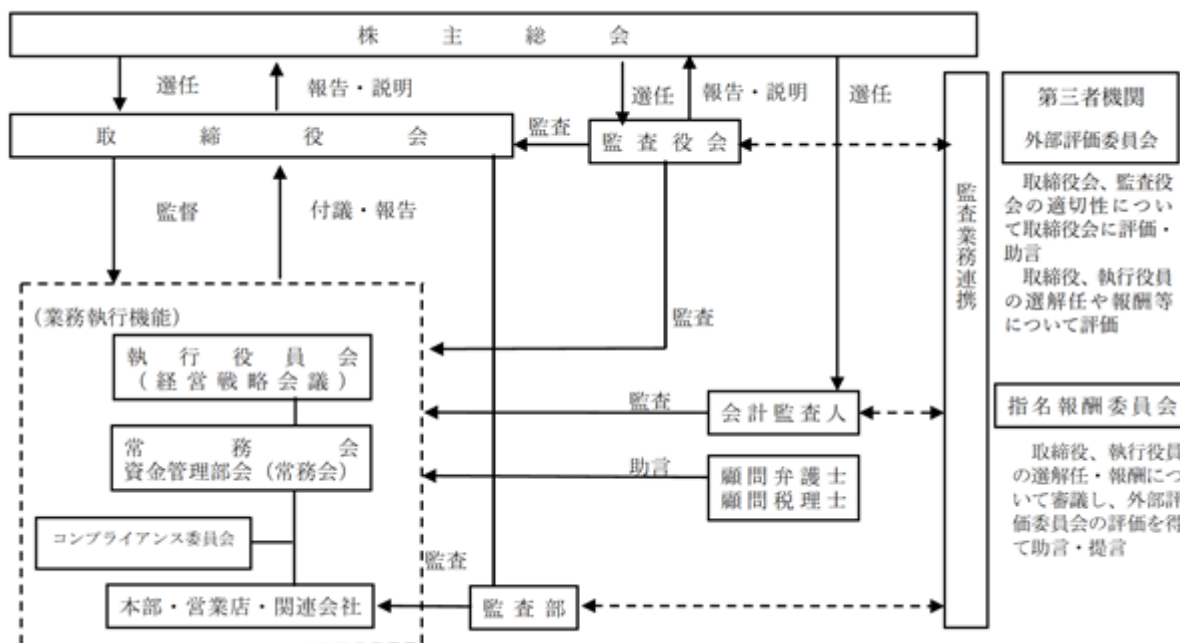 株主総会
選任
報告・説明
選任
報告・説明
選任
取締役会
監査
監査役会
監督
付議・報告
監査
(業務執行機能)
執行役員会
(経営戦略会議)
監査
会計監査人
常務会
資金管理部会(常務会)
助言
顧問弁護士
顧問税理士
コンプライアンス委員会
監査
本部・営業店・関連会社
監査部
監査業務連携
第三者機関
外部評価委員会
取締役会、監査役
会の適切性につい
て取締役会に評価・
助言
取締役、執行役員
の選解任や報酬等
について評価
指名報酬委員会
取締役、執行役員
の選解任・報酬につ
いて審議し、外部評
価委員会の評価を得
て助言・提言